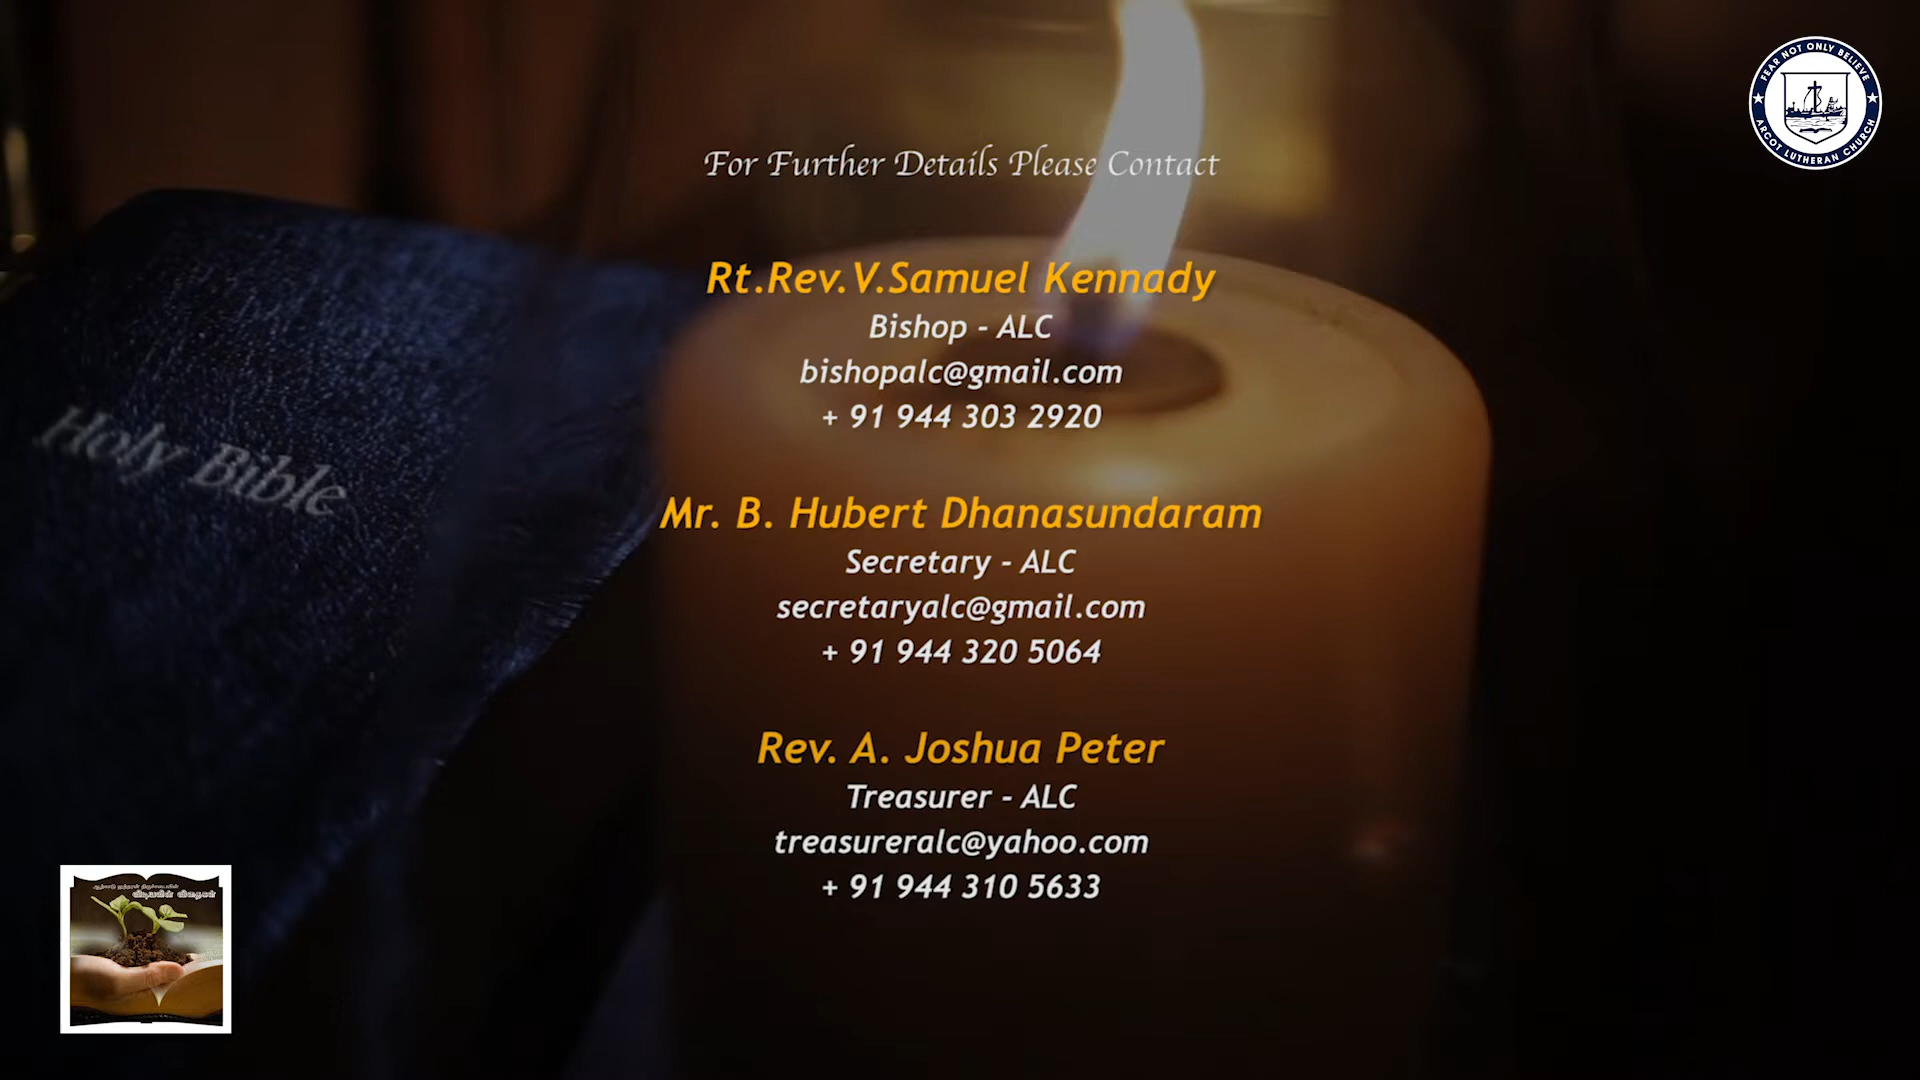 FEAR NOT ONLY BELIEVE
ARCOT LUTHERAN CHURCH
For Further Details Please Contact
Rt.Rev.V.Samuel Kennady
Bishop - ALC
bishopalc@gmail.com
+ 91 944 303 2920
Holy Bible
Mr. B. Hubert Dhanasundaram
Secretary - ALC
secretaryalc@gmail.com
+ 91 944 320 5064
Rev. A. Joshua Peter
Treasurer - ALC
treasureralc@yahoo.com
+ 91 944 310 5633